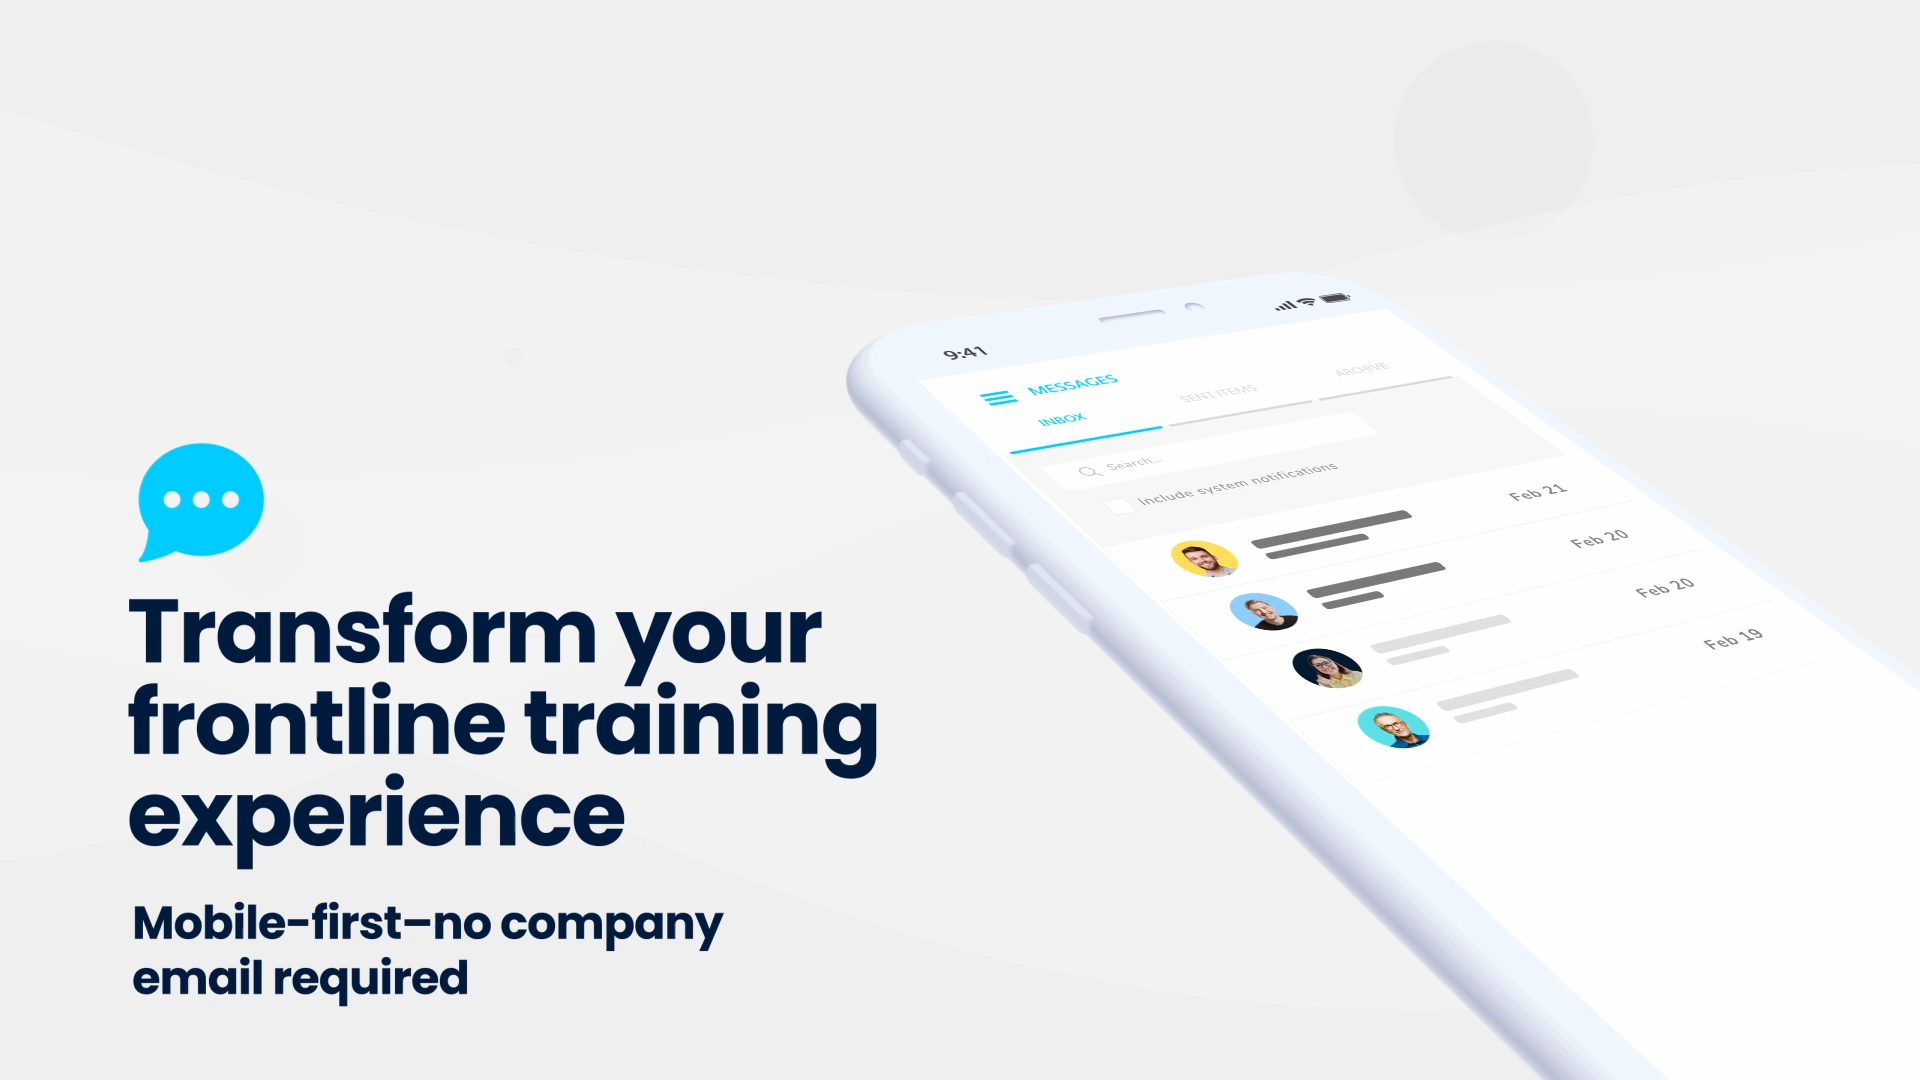 Transform your
frontline training
experience
Mobile-first–no company
email required
9:41
MESSAGES
INBOX
SENT ITEMS
ARCHIVE
Search...
Include system notifications
Feb 21
Feb 20
Feb 20
Feb 19